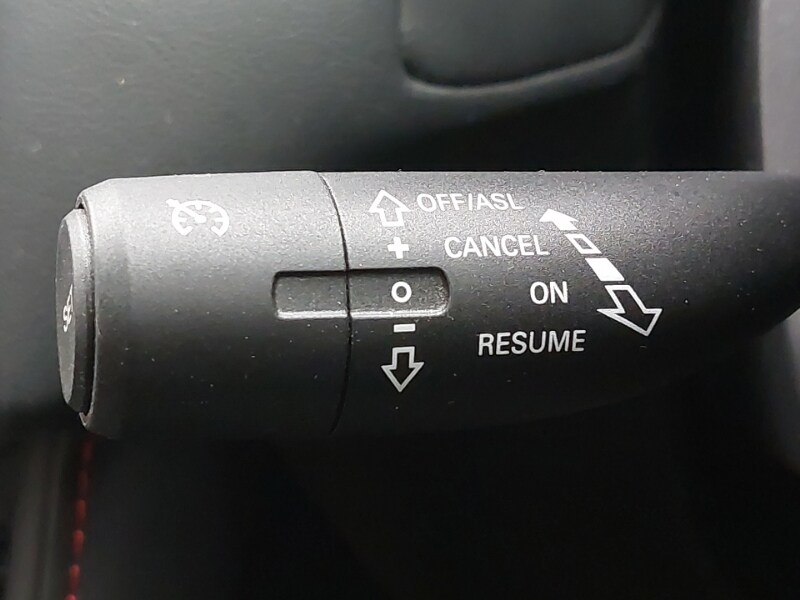 OFF/ASL
+ CANCEL
O ON
- RESUME